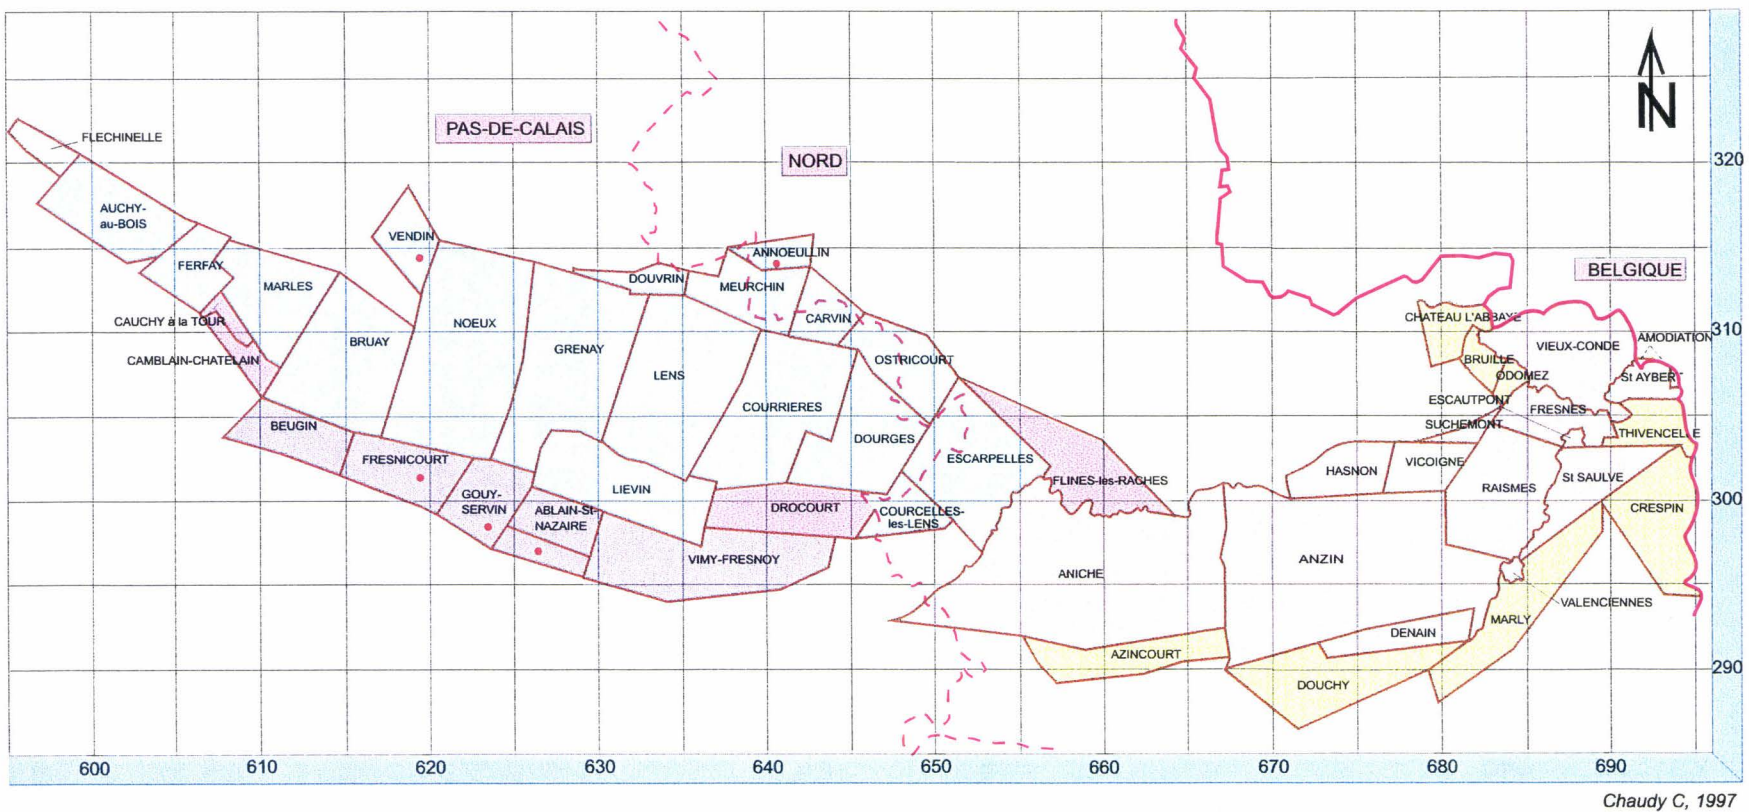 N
PAS-DE-CALAIS
NORD
BELGIQUE
FLECHINELLE
AUCHY-
au-BOIS
FERFAY
MARLES
CAUCHY à la TOUR
CAMBLAIN-CHATELAIN
BRUAY
VENDIN
NOEUX
BEUGIN
FRESNICOURT
GOUY-
SERVIN
ABLAIN-St-
NAZAIRE
GRENAY
LIEVIN
LENS
DOUVRIN
MEURCHIN
ANNOEULLIN
CARVIN
OSTRICOURT
COURRIERES
DOURGES
DROCOURT
VIMY-FRESNOY
COURCELLES-
les-LENS
ESCARPELLES
FLINES-les-RACHES
ANICHE
AZINCOURT
ANZIN
DENAIN
DOUCHY
HASNON
VICOIGNE
RAISMES
CHATEAU L'ABBAYE
BRUILLE
ODOMEZ
ESCAUTPONT
SUCHEMONT
FRESNES
VIEUX-CONDE
AMODIATION
St AYBERT
THIVENCELLE
St SAULVE
CRESPIN
VALENCIENNES
MARLY
320
310
300
290
600 610 620 630 640 650 660 670 680 690
Chaudy C, 1997